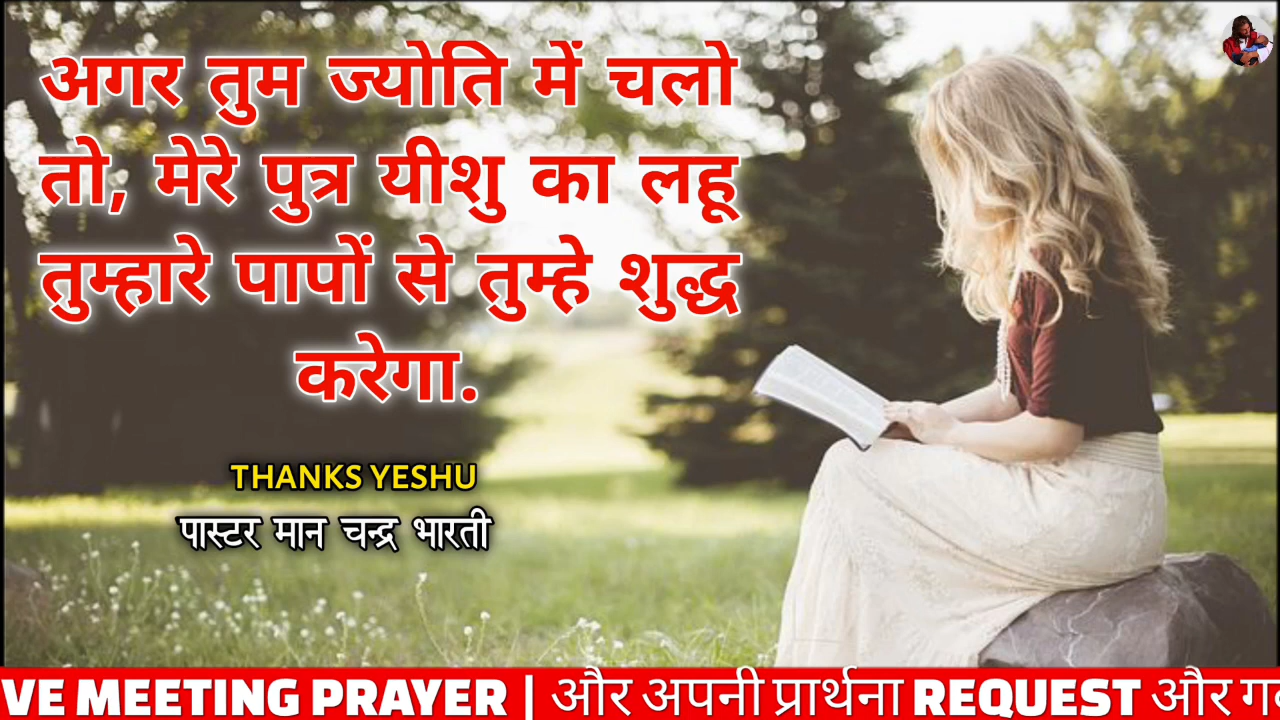 अगर तुम ज्योति में चलो
तो, मेरे पुत्र यीशु का लहू
तुम्हारे पापों से तुम्हे शुद्ध
करेगा.
THANKS YESHU
पास्टर मान चन्द्र भारती
VE MEETING PRAYER | और अपनी प्रार्थना REQUEST और